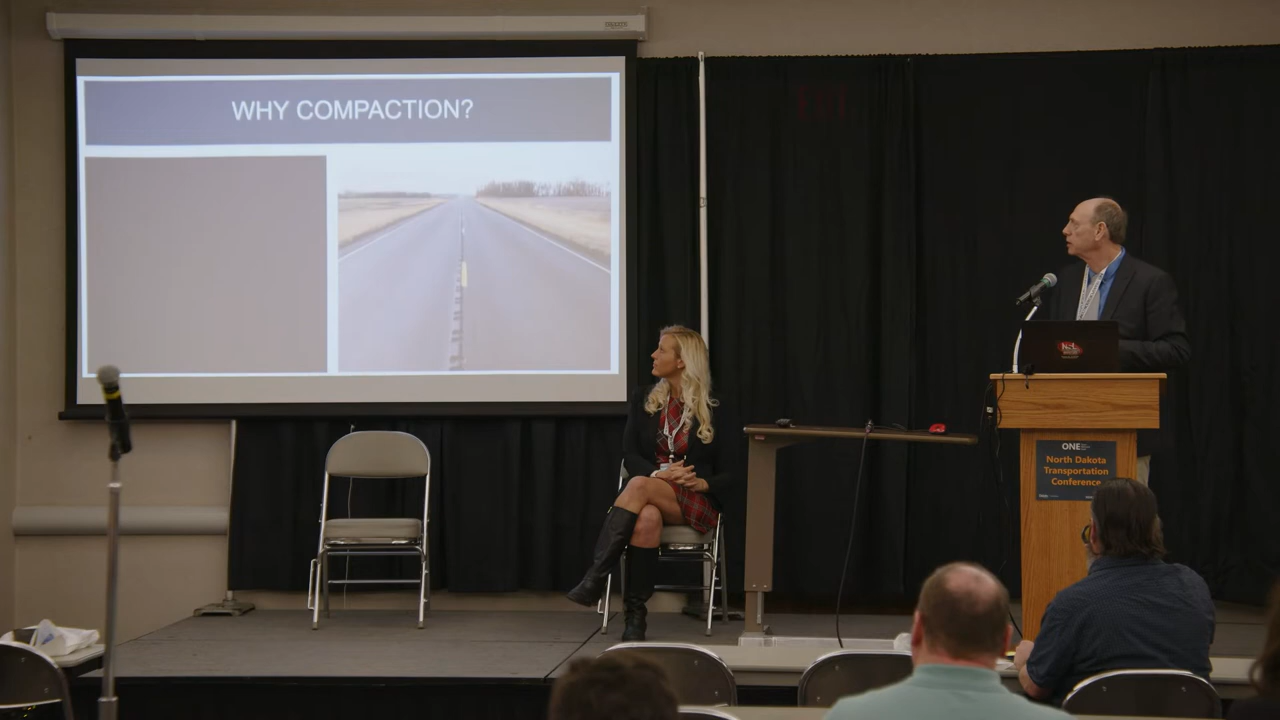 WHY COMPACTION?
ONE
North Dakota
Transportation
Conference